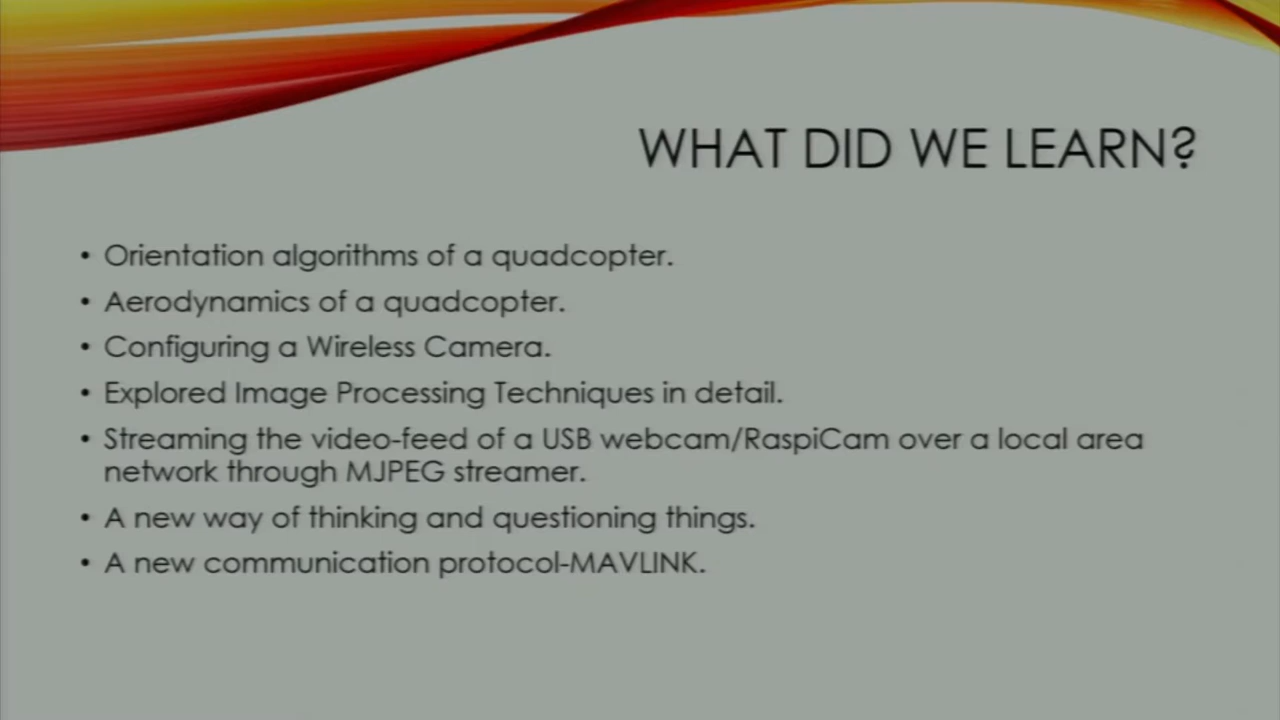 WHAT DID WE LEARN?
• Orientation algorithms of a quadcopter.
• Aerodynamics of a quadcopter.
• Configuring a Wireless Camera.
• Explored Image Processing Techniques in detail.
• Streaming the video-feed of a USB webcam/RaspiCam over a local area
network through MJPEG streamer.
• A new way of thinking and questioning things.
• A new communication protocol-MAVLINK.